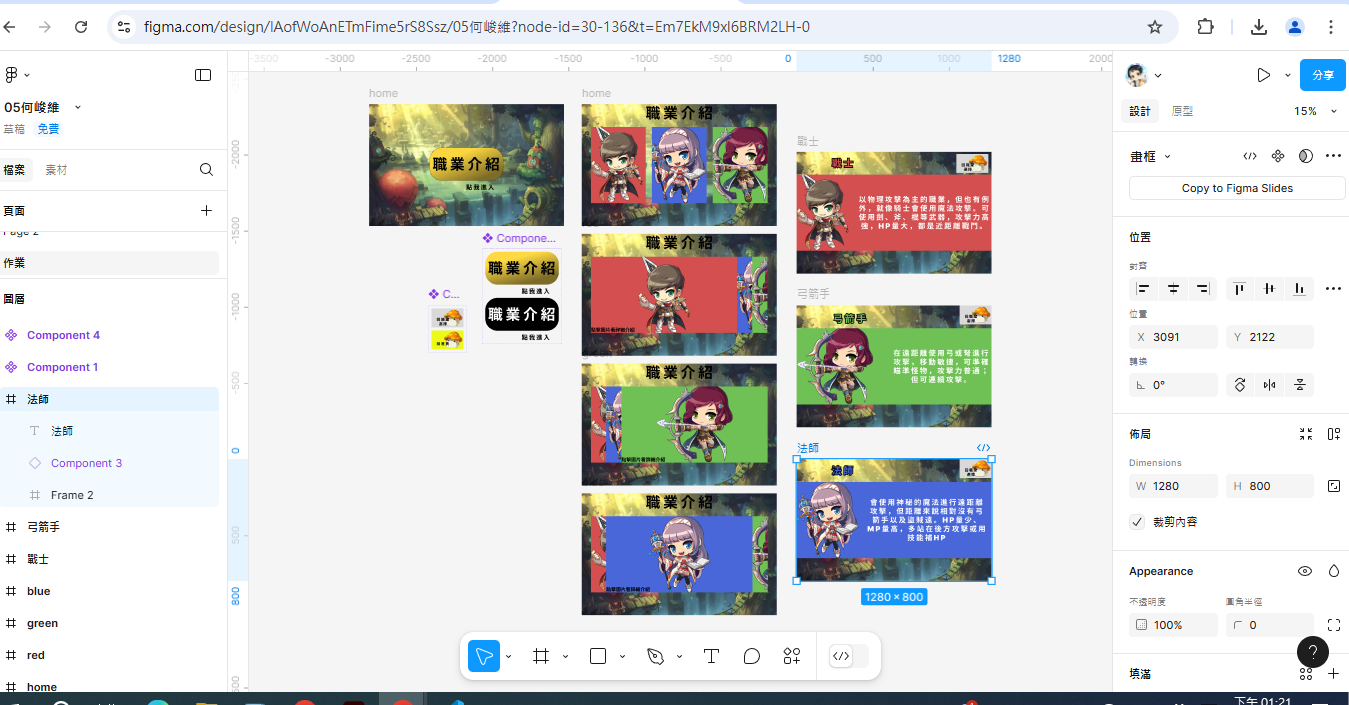 figma.com/design/lAofWoAnETmFime5rS8Ssz/05何峻維?node-id=30-136&t=Em7EkM9xl6BRM2LH-0
-3500 -3000 -2500 -2000 -1500 -1000 -500 0 500 1000 1280 2000
05何峻維
草稿 免費
檔案 素材
頁面
Page 2
作業
圖層
Component 4
Component 1
法師
法師
Component 3
Frame 2
弓箭手
戰士
blue
green
red
home
-2000
-1500
-1000
-500
0
500
800
home
職業介紹
點我進入
Compone...
職業介紹
點我進入
職業介紹
點我進入
C...
home
職業介紹
職業介紹
點擊圖片看詳細介紹
職業介紹
點擊圖片看詳細介紹
職業介紹
點擊圖片看詳細介紹
戰士
戰士
以物理攻擊為主的職業，但也有例
外，就像騎士會使用魔法攻擊。可
使用劍、斧、棍等武器，攻擊力高
強，HP量大，都是近距離戰鬥。
弓箭手
弓箭手
在遠距離使用弓或弩進行
攻擊，移動敏捷，可準確
瞄準怪物，攻擊力普通；
但可連續攻擊。
法師
法師
會使用神秘的魔法進行遠距離
攻擊，但距離來說相對沒有弓
箭手以及盜賊遠。HP量少、
MP量高，多站在後方攻擊或用
技能補HP
1280 × 800
分享
設計 原型
15%
畫框
Copy to Figma Slides
位置
對齊
位置
X 3091
Y 2122
轉換
0°
佈局
Dimensions
W 1280
H 800
裁剪內容
Appearance
不透明度 圓角半徑
100%
0
填滿
?
下午 01:21